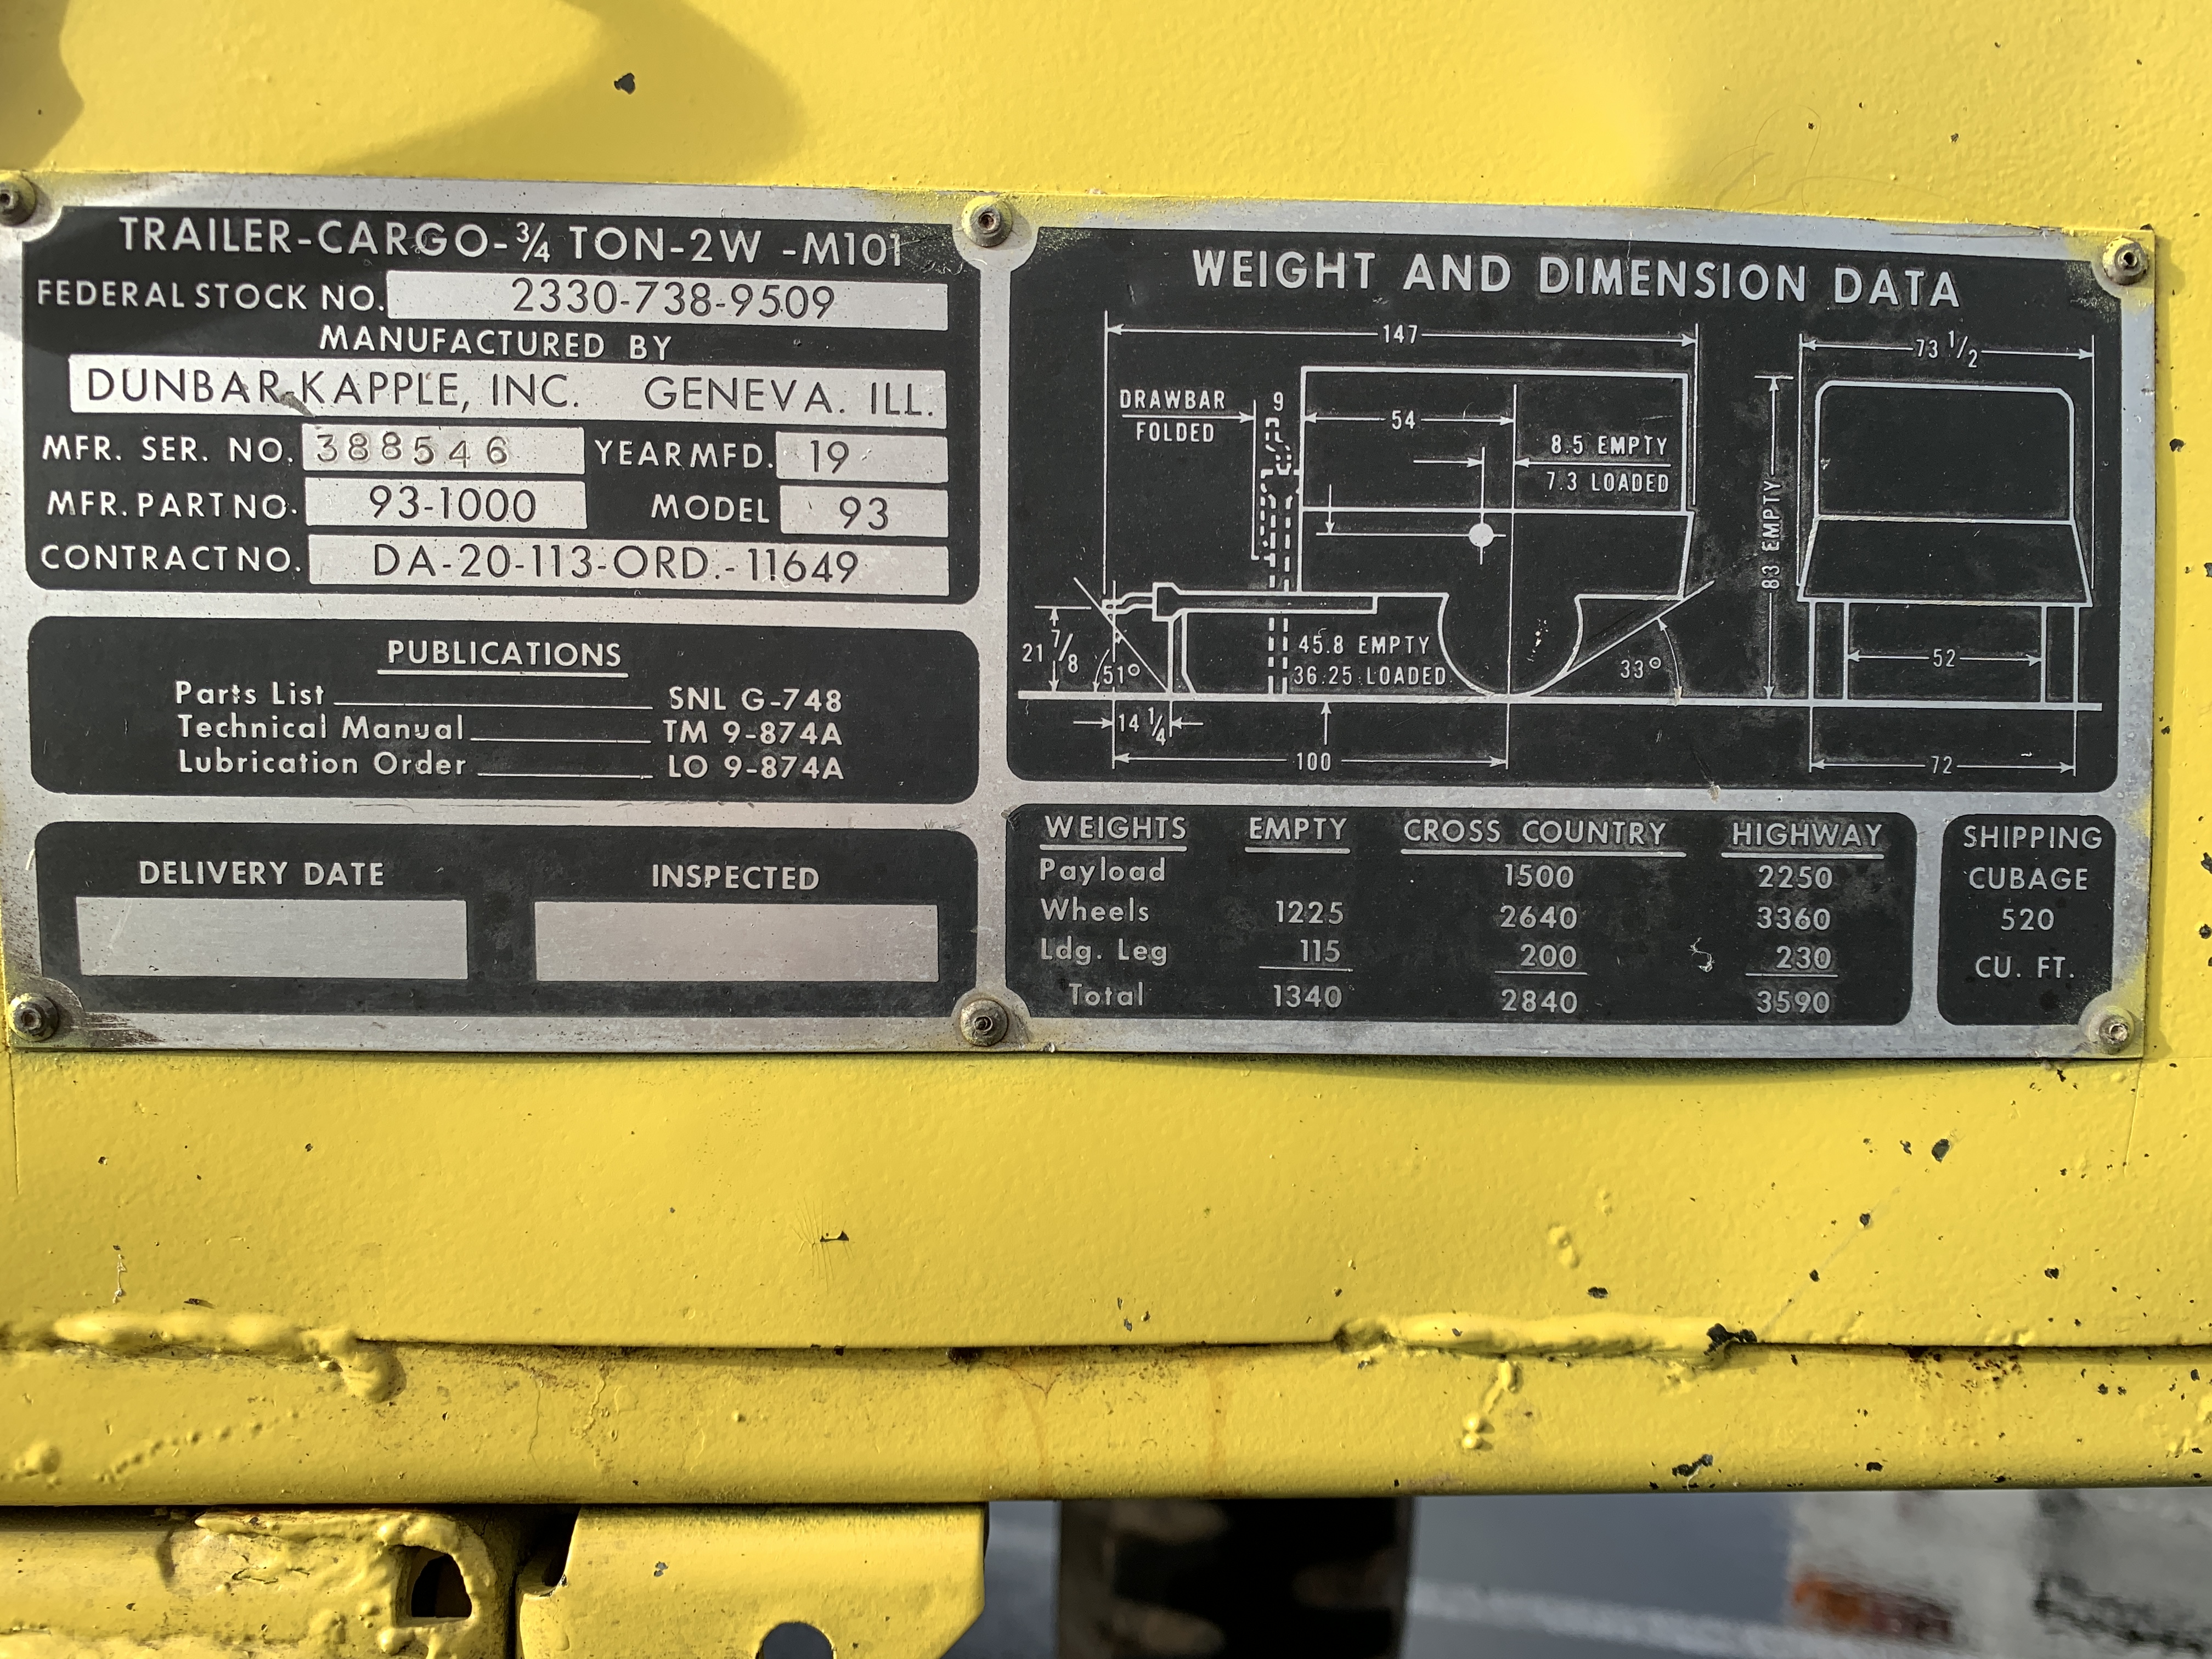 TRAILER-CARGO-¾ TON-2W -M101
FEDERAL STOCK NO. 2330-738-9509
MANUFACTURED BY
DUNBAR-KAPPLE, INC. GENEVA. ILL.
MFR. SER. NO. 388546 YEAR MFD. 19
MFR. PART NO. 93-1000 MODEL 93
CONTRACT NO. DA-20-113-ORD.-11649
PUBLICATIONS
Parts List SNL G-748
Technical Manual TM 9-874A
Lubrication Order LO 9-874A
DELIVERY DATE INSPECTED
WEIGHT AND DIMENSION DATA
147
73 1/2
DRAWBAR
FOLDED
9
54
8.5 EMPTY
7.3 LOADED
83 EMPTY
21 7/8
51°
45.8 EMPTY
36.25 LOADED
33°
52
14 1/4
100
72
WEIGHTS EMPTY CROSS COUNTRY HIGHWAY
Payload 1500 2250
Wheels 1225 2640 3360
Ldg. Leg 115 200 230
Total 1340 2840 3590
SHIPPING
CUBAGE
520
CU. FT.